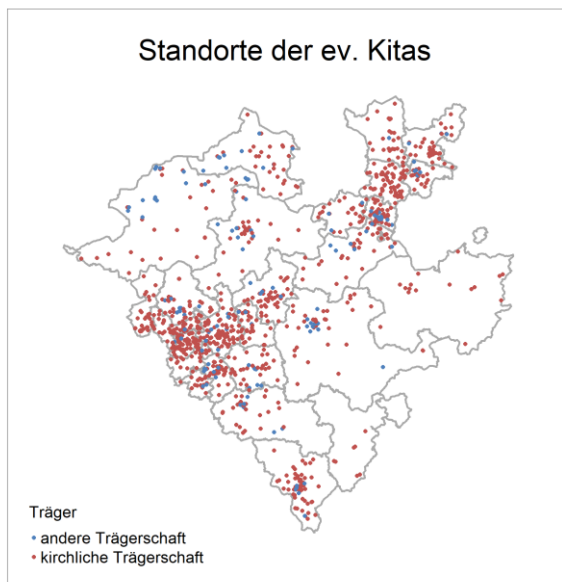 Standorte der ev. Kitas
Träger
andere Trägerschaft
kirchliche Trägerschaft